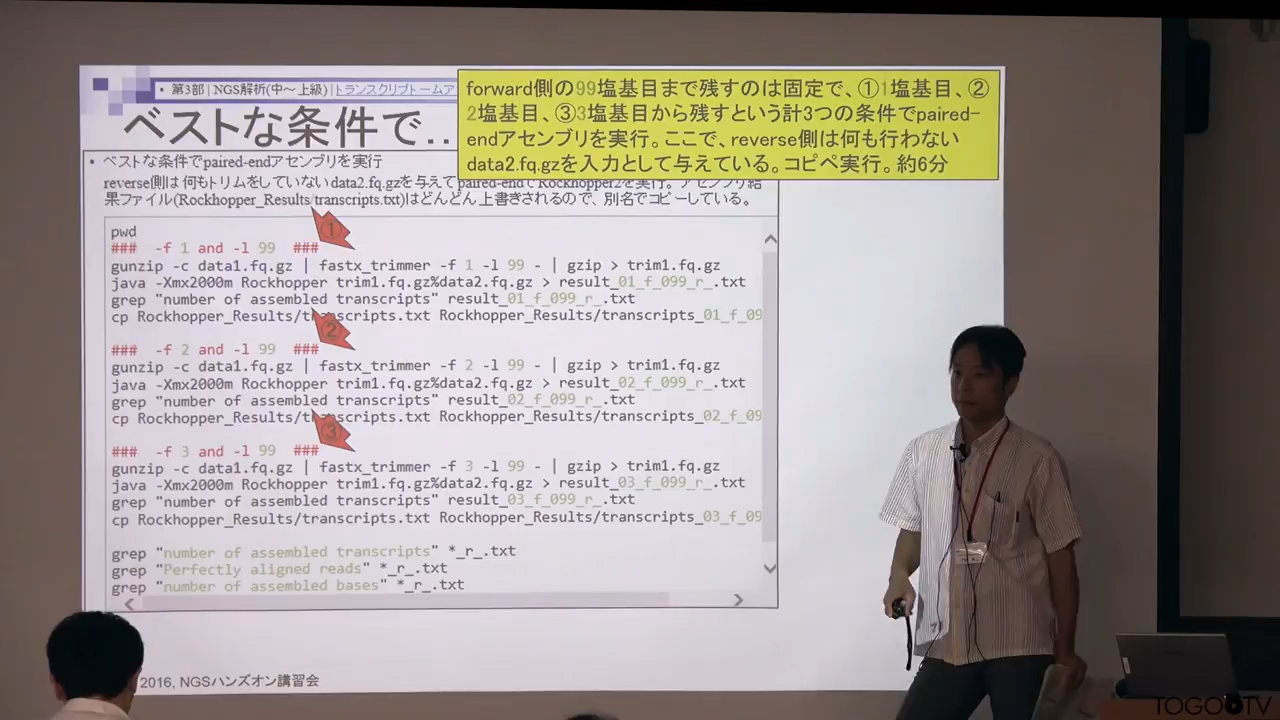 第3部 | NGS解析(中～上級) | トランスクリプトームア
forward側の99塩基目まで残すのは固定で、①1塩基目、②
2塩基目、③3塩基目から残すという計3つの条件でpaired-
endアセンブリを実行。ここで、reverse側は何も行わない
data2.fq.gzを入力として与えている。コピペ実行。約6分
ベストな条件で…
ベストな条件でpaired-endアセンブリを実行
reverse側は何もトリムをしていないdata2.fq.gzを与えてpaired-endでRockhopper2を実行。アセンブリ結
果ファイル(Rockhopper_Results/transcripts.txt)はどんどん上書きされるので、別名でコピーしている。
①
pwd
### -f 1 and -l 99 ###
gunzip -c data1.fq.gz | fastx_trimmer -f 1 -l 99 - | gzip > trim1.fq.gz
java -Xmx2000m Rockhopper trim1.fq.gz%data2.fq.gz > result_01_f_099_r_.txt
grep "number of assembled transcripts" result_01_f_099_r_.txt
cp Rockhopper_Results/transcripts.txt Rockhopper_Results/transcripts_01_f_09
②
### -f 2 and -l 99 ###
gunzip -c data1.fq.gz | fastx_trimmer -f 2 -l 99 - | gzip > trim1.fq.gz
java -Xmx2000m Rockhopper trim1.fq.gz%data2.fq.gz > result_02_f_099_r_.txt
grep "number of assembled transcripts" result_02_f_099_r_.txt
cp Rockhopper_Results/transcripts.txt Rockhopper_Results/transcripts_02_f_09
③
### -f 3 and -l 99 ###
gunzip -c data1.fq.gz | fastx_trimmer -f 3 -l 99 - | gzip > trim1.fq.gz
java -Xmx2000m Rockhopper trim1.fq.gz%data2.fq.gz > result_03_f_099_r_.txt
grep "number of assembled transcripts" result_03_f_099_r_.txt
cp Rockhopper_Results/transcripts.txt Rockhopper_Results/transcripts_03_f_09
grep "number of assembled transcripts" *_r_.txt
grep "Perfectly aligned reads" *_r_.txt
grep "number of assembled bases" *_r_.txt
2016, NGSハンズオン講習会
TOGO TV